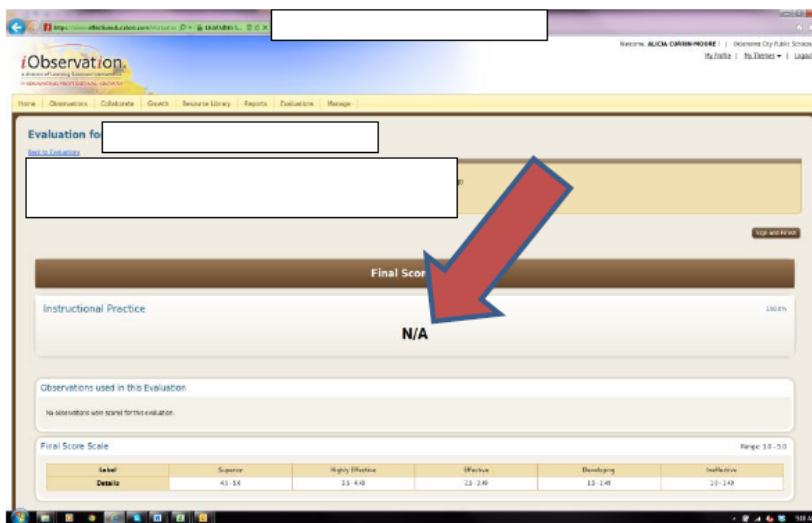 Welcome, ALICIA CURRIN-MOORE ! | Oklahoma City Public Schools
My Profile | My Themes | Logout
iObservation.
Home Observations Collaborate Growth Resource Library Reports Evaluations Manage
Evaluation fo
Back to Evaluations
Sign and Finish
Final Scor
Instructional Practice 100.0%
N/A
Observations used in this Evaluation
No observations were scored for this evaluation.
Final Score Scale Range: 1.0 - 5.0
Label Superior Highly Effective Effective Developing Ineffective
Details 4.5 - 5.0 3.5 - 4.49 2.5 - 3.49 1.5 - 2.49 1.0 - 1.49